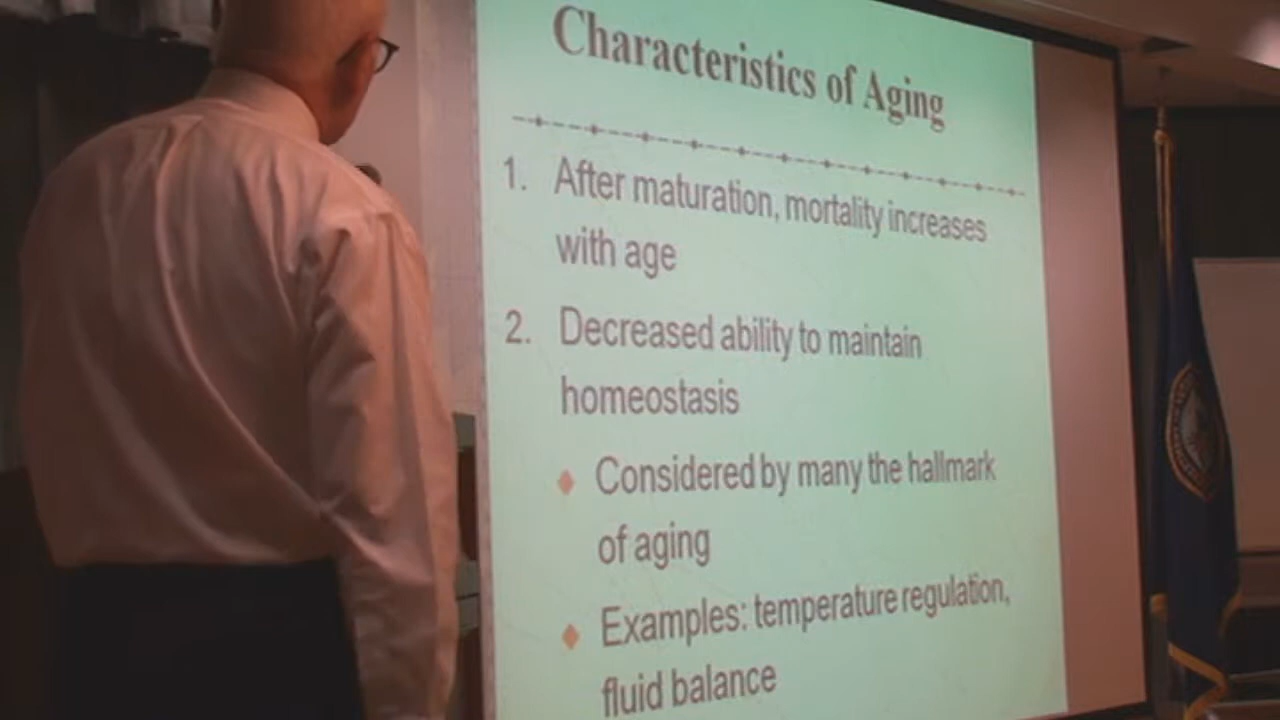 Characteristics of Aging
1. After maturation, mortality increases
with age
2. Decreased ability to maintain
homeostasis
Considered by many the hallmark
of aging
Examples: temperature regulation,
fluid balance